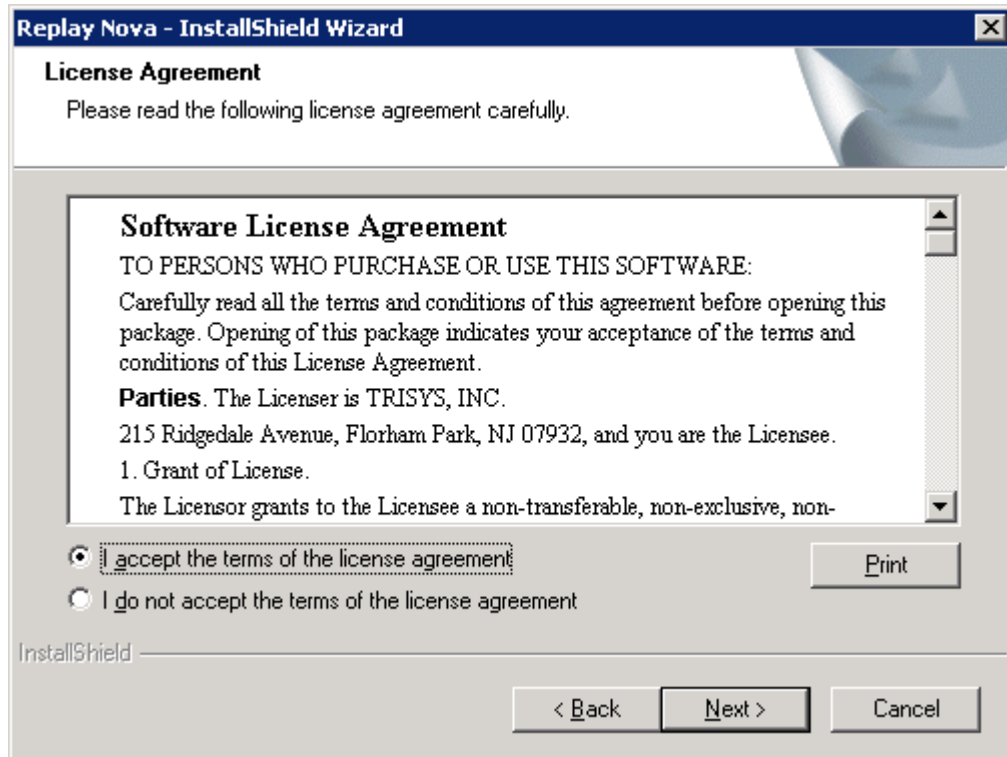 Replay Nova - InstallShield Wizard
License Agreement
Please read the following license agreement carefully.
Software License Agreement
TO PERSONS WHO PURCHASE OR USE THIS SOFTWARE:
Carefully read all the terms and conditions of this agreement before opening this
package. Opening of this package indicates your acceptance of the terms and
conditions of this License Agreement.
Parties. The Licenser is TRISYS, INC.
215 Ridgedale Avenue, Florham Park, NJ 07932, and you are the Licensee.
1. Grant of License.
The Licensor grants to the Licensee a non-transferable, non-exclusive, non-
I accept the terms of the license agreement
Print
I do not accept the terms of the license agreement
InstallShield
< Back
Next >
Cancel